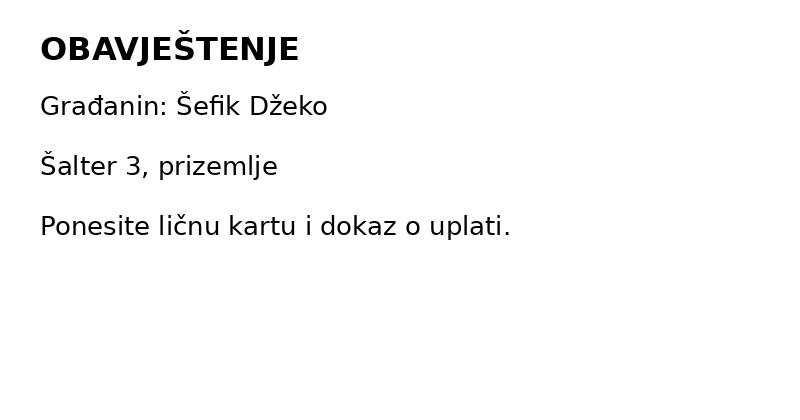 OBAVJEŠTENJE
Građanin: Šefik Džeko
Šalter 3, prizemlje
Ponesite ličnu kartu i dokaz o uplati.